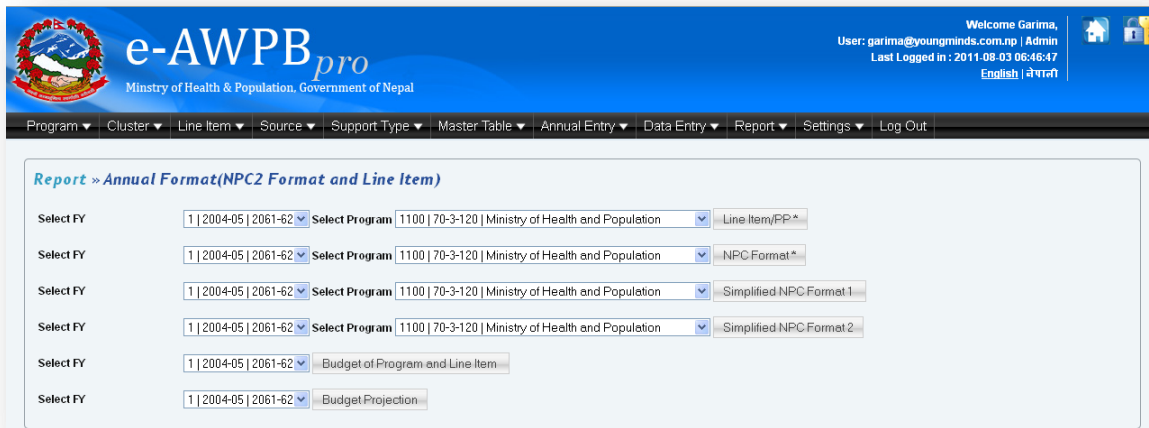 e-AWPB pro
Minstry of Health & Population, Government of Nepal
Welcome Garima,
User: garima@youngminds.com.np | Admin
Last Logged in : 2011-08-03 06:46:47
English | नेपाली
Program Cluster Line Item Source Support Type Master Table Annual Entry Data Entry Report Settings Log Out
Report » Annual Format(NPC2 Format and Line Item)
Select FY 1 | 2004-05 | 2061-62 Select Program 1100 | 70-3-120 | Ministry of Health and Population Line Item/PP *
Select FY 1 | 2004-05 | 2061-62 Select Program 1100 | 70-3-120 | Ministry of Health and Population NPC Format *
Select FY 1 | 2004-05 | 2061-62 Select Program 1100 | 70-3-120 | Ministry of Health and Population Simplified NPC Format 1
Select FY 1 | 2004-05 | 2061-62 Select Program 1100 | 70-3-120 | Ministry of Health and Population Simplified NPC Format 2
Select FY 1 | 2004-05 | 2061-62 Budget of Program and Line Item
Select FY 1 | 2004-05 | 2061-62 Budget Projection